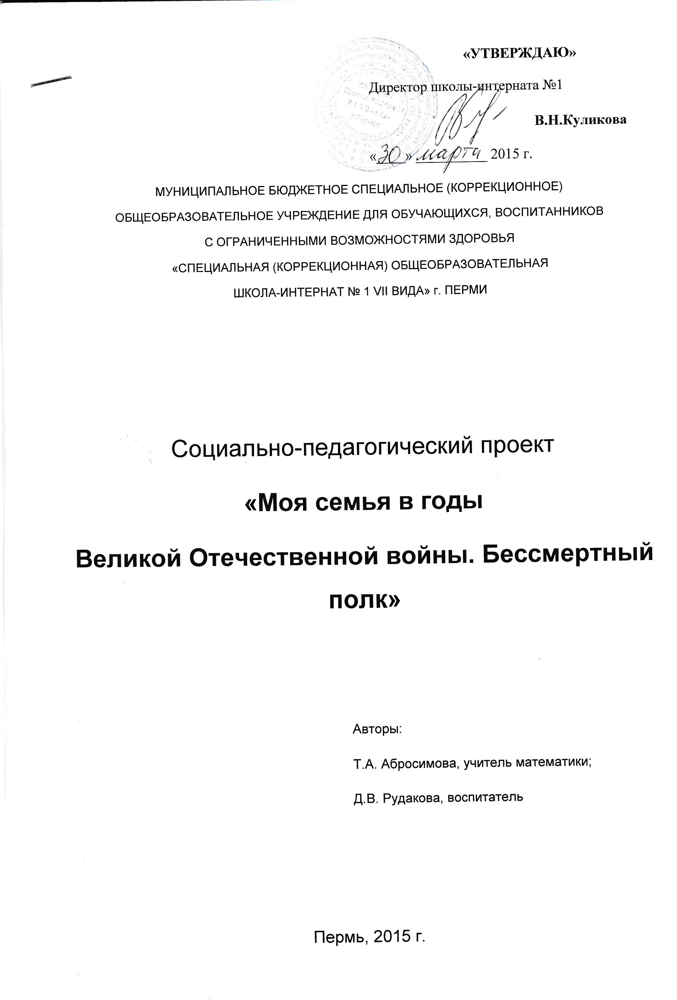 «УТВЕРЖДАЮ»
Директор школы-интерната №1
В.Н.Куликова
«30» марта 2015 г.
МУНИЦИПАЛЬНОЕ БЮДЖЕТНОЕ СПЕЦИАЛЬНОЕ (КОРРЕКЦИОННОЕ)
ОБЩЕОБРАЗОВАТЕЛЬНОЕ УЧРЕЖДЕНИЕ ДЛЯ ОБУЧАЮЩИХСЯ, ВОСПИТАННИКОВ
С ОГРАНИЧЕННЫМИ ВОЗМОЖНОСТЯМИ ЗДОРОВЬЯ
«СПЕЦИАЛЬНАЯ (КОРРЕКЦИОННАЯ) ОБЩЕОБРАЗОВАТЕЛЬНАЯ
ШКОЛА-ИНТЕРНАТ № 1 VII ВИДА» г. ПЕРМИ
Социально-педагогический проект
«Моя семья в годы
Великой Отечественной войны. Бессмертный
полк»
Авторы:
Т.А. Абросимова, учитель математики;
Д.В. Рудакова, воспитатель
Пермь, 2015 г.